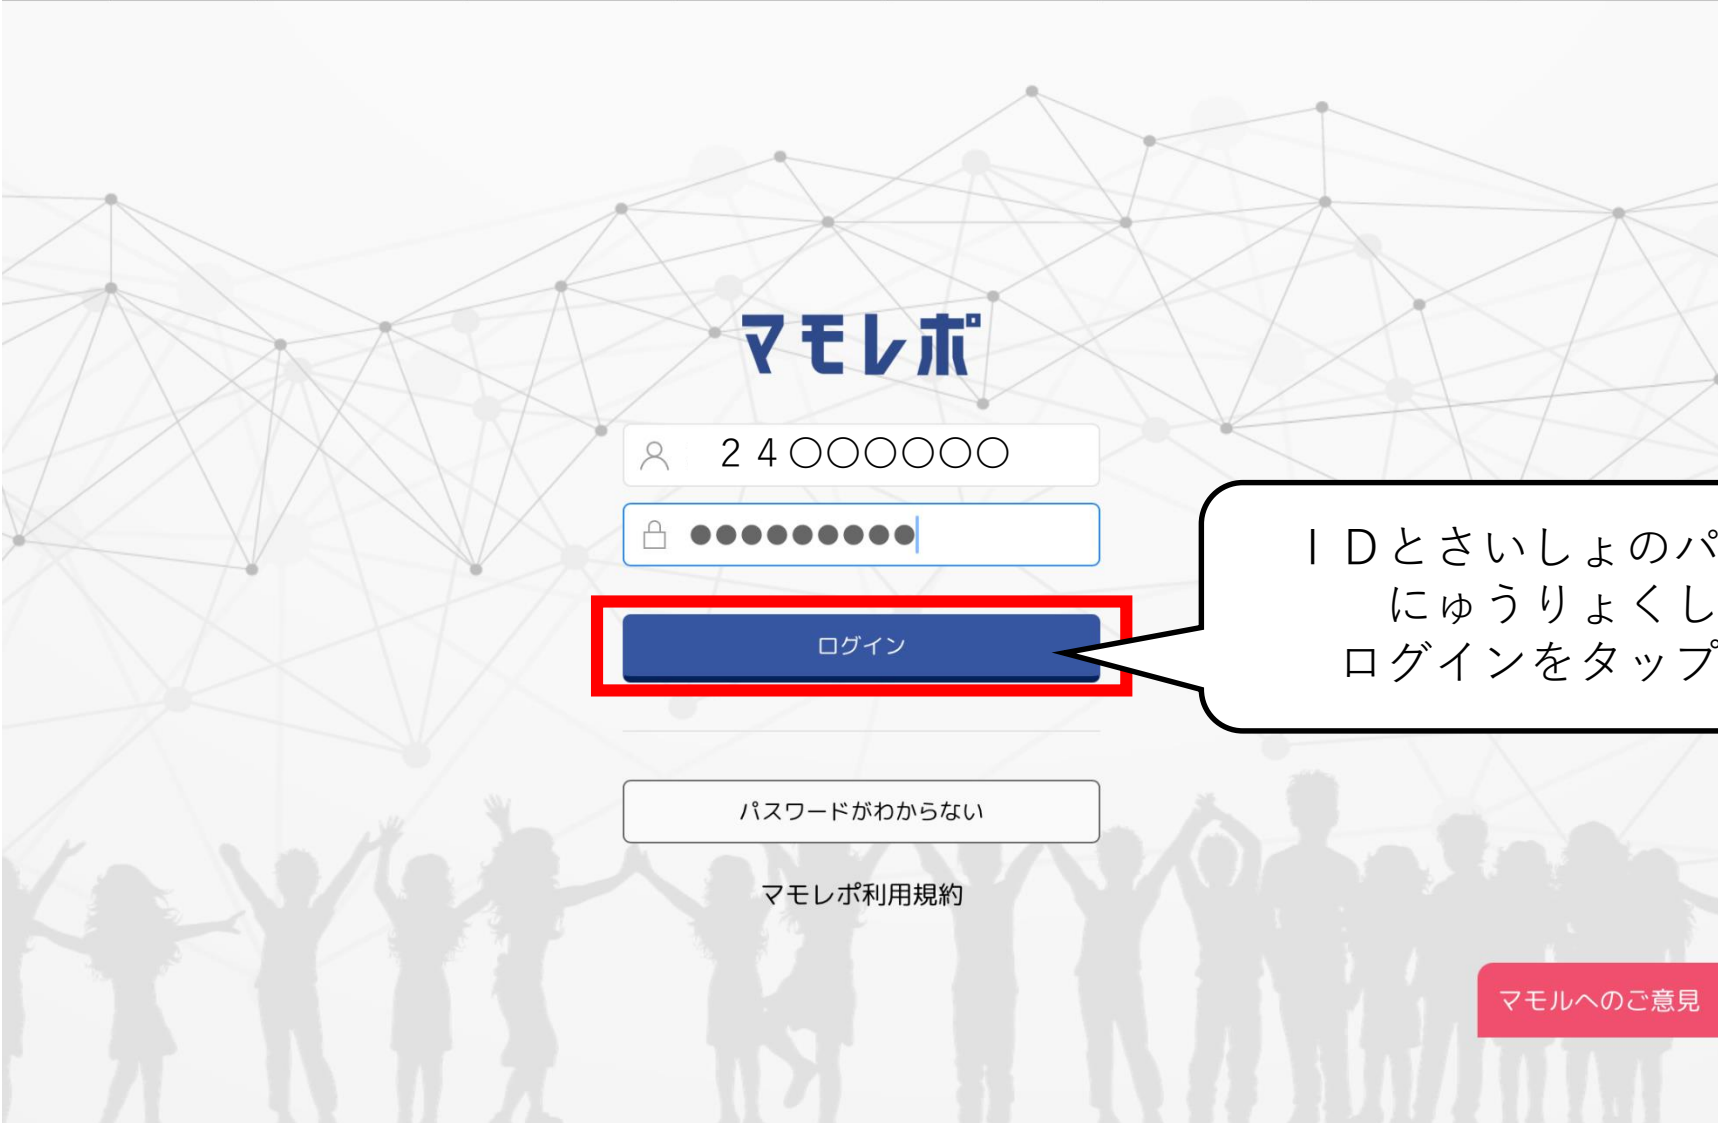 マモレポ
２４〇〇〇〇〇〇
●●●●●●●●●
ログイン
ＩＤとさいしょのパ
にゅうりょくし
ログインをタップ
パスワードがわからない
マモレポ利用規約
マモルへのご意見